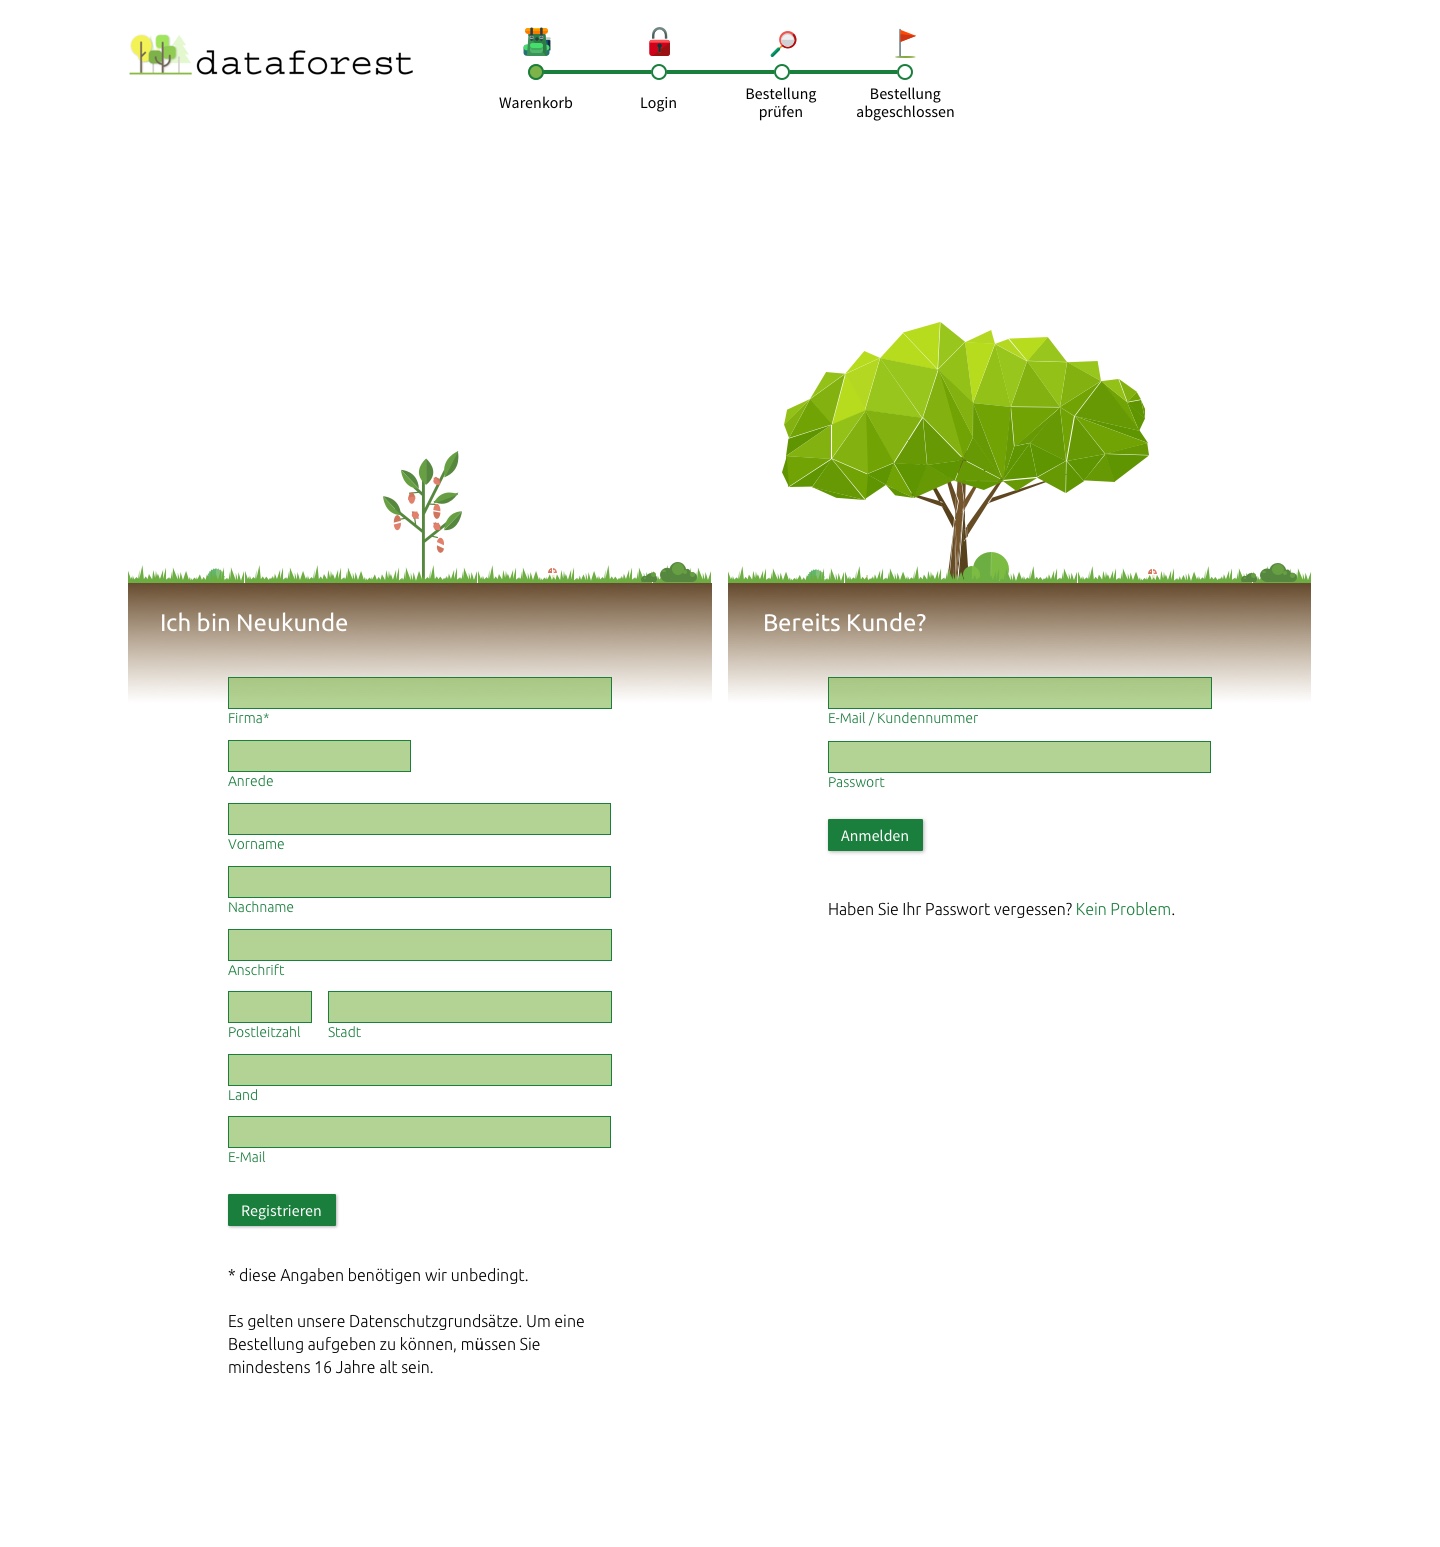 dataforest
Warenkorb
Login
Bestellung
prüfen
Bestellung
abgeschlossen
Ich bin Neukunde
Firma*
Anrede
Vorname
Nachname
Anschrift
Postleitzahl Stadt
Land
E-Mail
Registrieren
* diese Angaben benötigen wir unbedingt.
Es gelten unsere Datenschutzgrundsätze. Um eine
Bestellung aufgeben zu können, müssen Sie
mindestens 16 Jahre alt sein.
Bereits Kunde?
E-Mail / Kundennummer
Passwort
Anmelden
Haben Sie Ihr Passwort vergessen? Kein Problem.